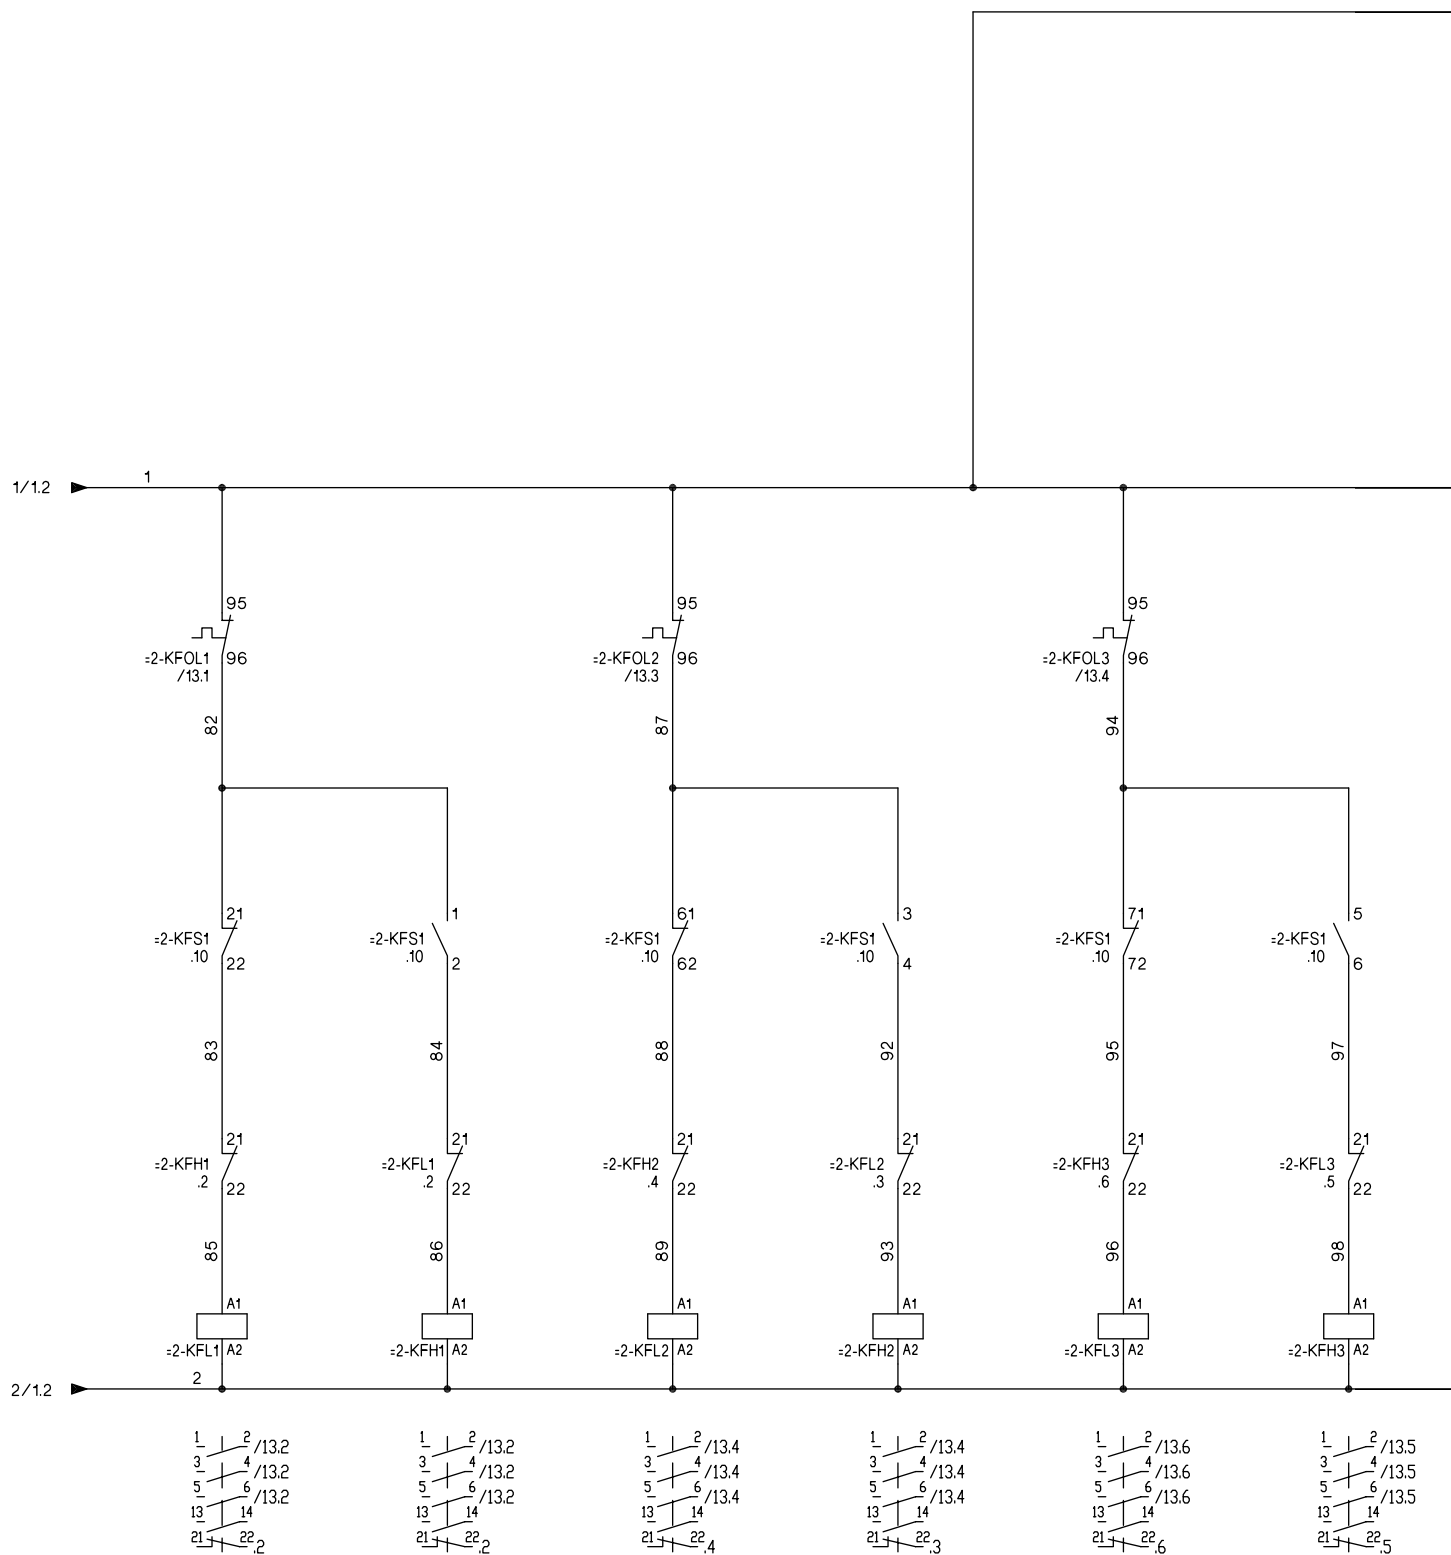 1
1/1.2
95 95 95
=2-KFOL1 96 =2-KFOL2 96 =2-KFOL3 96
/13.1 /13.3 /13.4
82 87 94
21 1 61 3 71 5
=2-KFS1 =2-KFS1 =2-KFS1 =2-KFS1 =2-KFS1 =2-KFS1
.10 .10 .10 .10 .10 .10
22 2 62 4 72 6
83 84 88 92 95 97
21 21 21 21 21 21
=2-KFH1 =2-KFL1 =2-KFH2 =2-KFL2 =2-KFH3 =2-KFL3
.2 .2 .4 .3 .6 .5
22 22 22 22 22 22
85 86 89 93 96 98
A1 A1 A1 A1 A1 A1
=2-KFL1 A2 =2-KFH1 A2 =2-KFL2 A2 =2-KFH2 A2 =2-KFL3 A2 =2-KFH3 A2
2
2/1.2
1 2 /13.2 1 2 /13.2 1 2 /13.4 1 2 /13.4 1 2 /13.6 1 2 /13.5
3 4 /13.2 3 4 /13.2 3 4 /13.4 3 4 /13.4 3 4 /13.6 3 4 /13.5
5 6 /13.2 5 6 /13.2 5 6 /13.4 5 6 /13.4 5 6 /13.6 5 6 /13.5
13 14 13 14 13 14 13 14 13 14 13 14
21 22 .2 21 22 .2 21 22 .4 21 22 .3 21 22 .6 21 22 .5